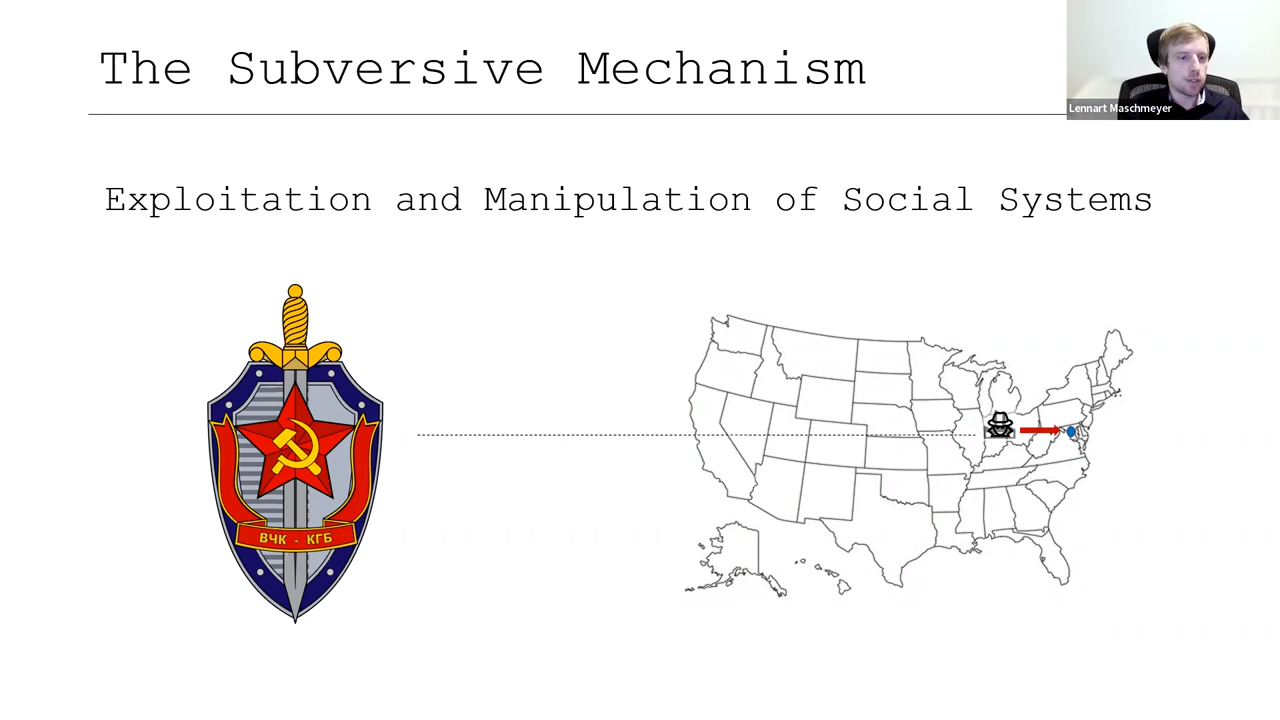 The Subversive Mechanism
Lennart Maschmeyer
Exploitation and Manipulation of Social Systems
ВЧК - КГБ